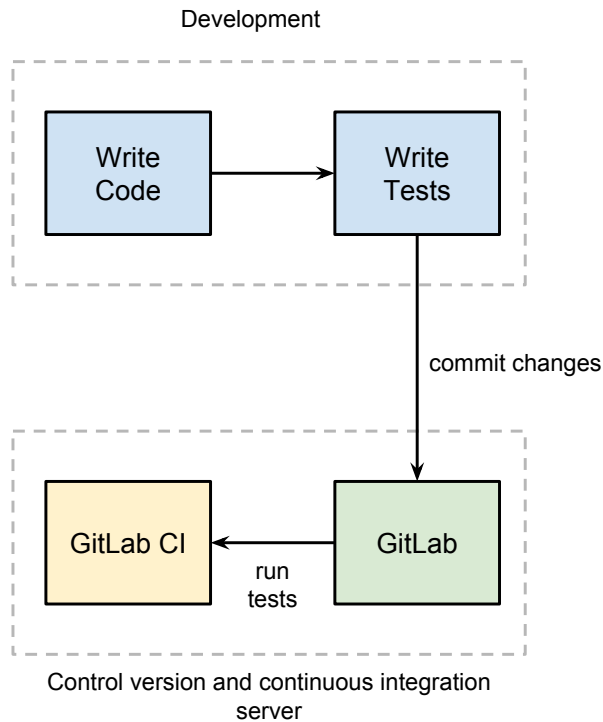 Development
Write
Code
Write
Tests
commit changes
GitLab CI
GitLab
run
tests
Control version and continuous integration
server